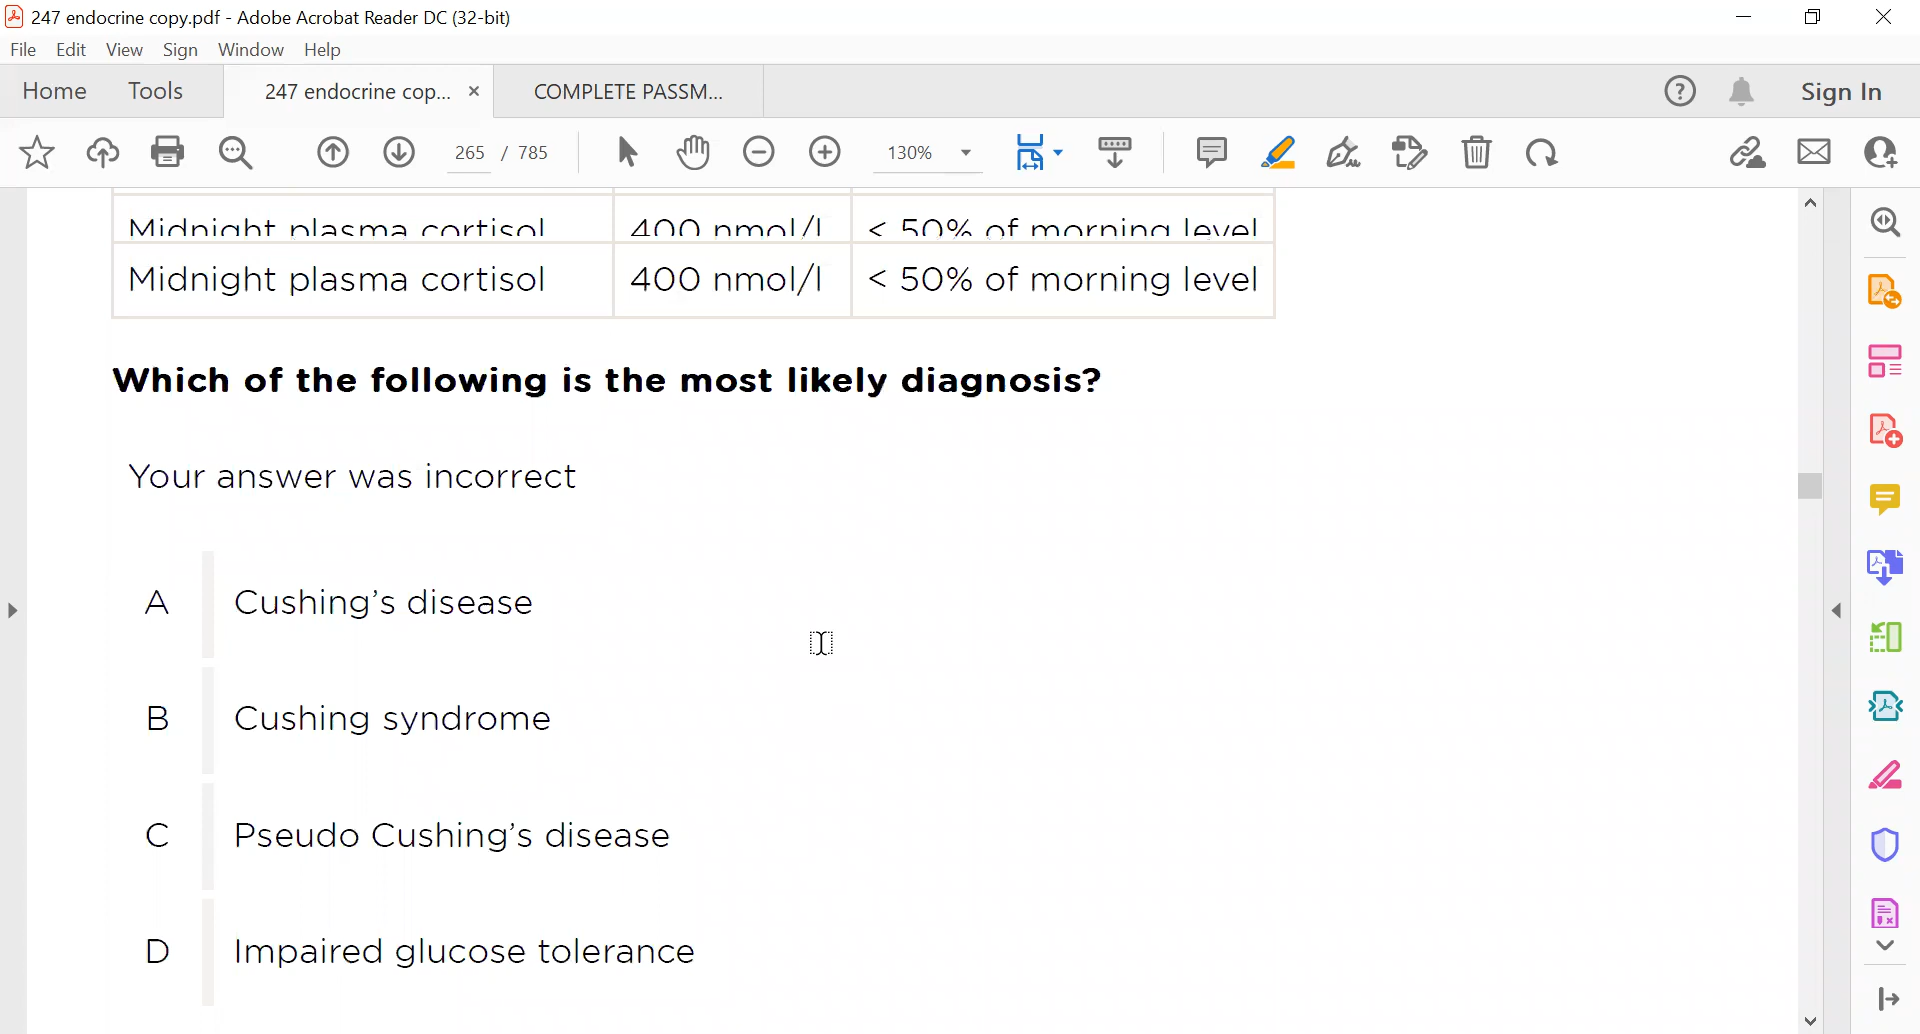 247 endocrine copy.pdf - Adobe Acrobat Reader DC (32-bit)
File Edit View Sign Window Help
Home Tools 247 endocrine cop... × COMPLETE PASSM... Sign In
265 / 785 130%
Midnight plasma cortisol 400 nmol/l < 50% of morning level
Midnight plasma cortisol 400 nmol/l < 50% of morning level
Which of the following is the most likely diagnosis?
Your answer was incorrect
A Cushing’s disease
B Cushing syndrome
C Pseudo Cushing’s disease
D Impaired glucose tolerance